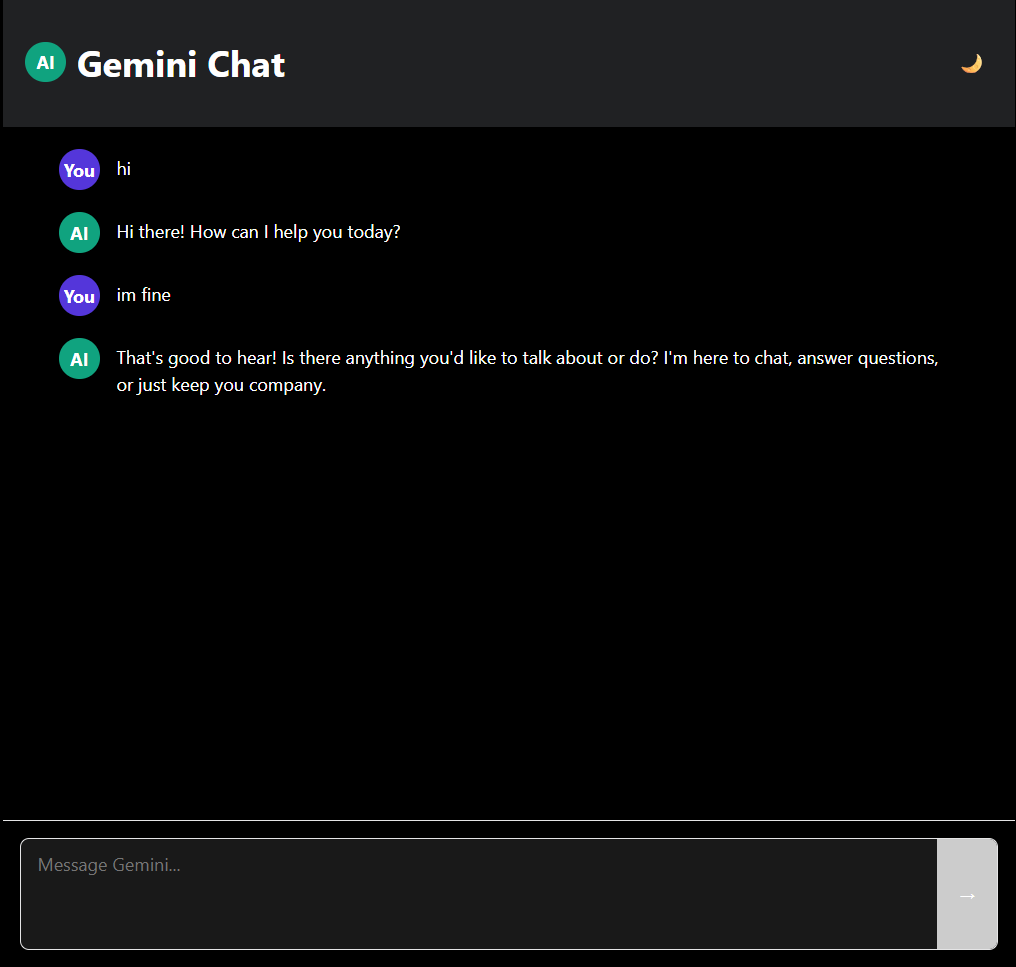 AI Gemini Chat
You hi
AI Hi there! How can I help you today?
You im fine
AI That's good to hear! Is there anything you'd like to talk about or do? I'm here to chat, answer questions,
or just keep you company.
Message Gemini...
→